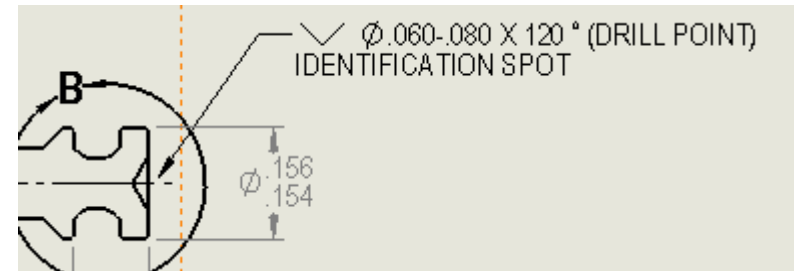 ⌵ Ø.060-.080 X 120° (DRILL POINT)
IDENTIFICATION SPOT
B
Ø.156
.154